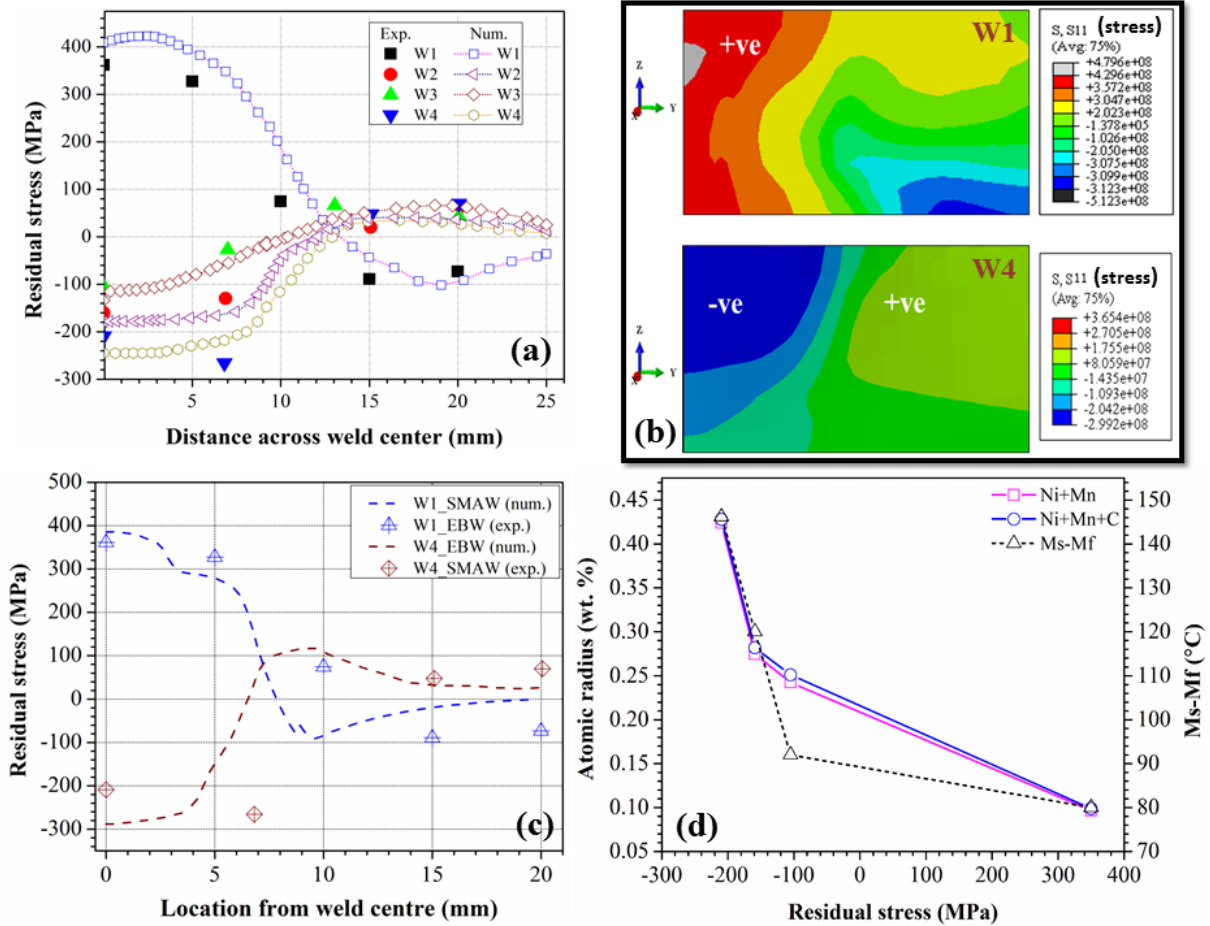 400
300
200
100
0
-100
-200
-300
5
10
15
20
25
Residual stress (MPa)
Distance across weld center (mm)
Exp.
Num.
W1
W1
W2
W2
W3
W3
W4
W4
(a)
+ve
W1
Z
Y
X
S, S11 (stress)
(Avg: 75%)
+4.796e+08
+4.296e+08
+3.572e+08
+3.047e+08
+2.023e+08
-1.378e+05
-1.026e+08
-2.050e+08
-3.075e+08
-3.099e+08
-3.123e+08
-5.123e+08
-ve
+ve
W4
Z
Y
X
S, S11 (stress)
(Avg: 75%)
+3.654e+08
+2.705e+08
+1.755e+08
+8.059e+07
-1.435e+07
-1.093e+08
-2.042e+08
-2.992e+08
(b)
500
400
300
200
100
0
-100
-200
-300
0
5
10
15
20
Residual stress (MPa)
Location from weld centre (mm)
W1_SMAW (num.)
W1_EBW (exp.)
W4_EBW (num.)
W4_SMAW (exp.)
(c)
0.45
0.40
0.35
0.30
0.25
0.20
0.15
0.10
0.05
-300
-200
-100
0
100
200
300
400
150
140
130
120
110
100
90
80
70
Atomic radius (wt. %)
Ms-Mf (°C)
Residual stress (MPa)
Ni+Mn
Ni+Mn+C
Ms-Mf
(d)